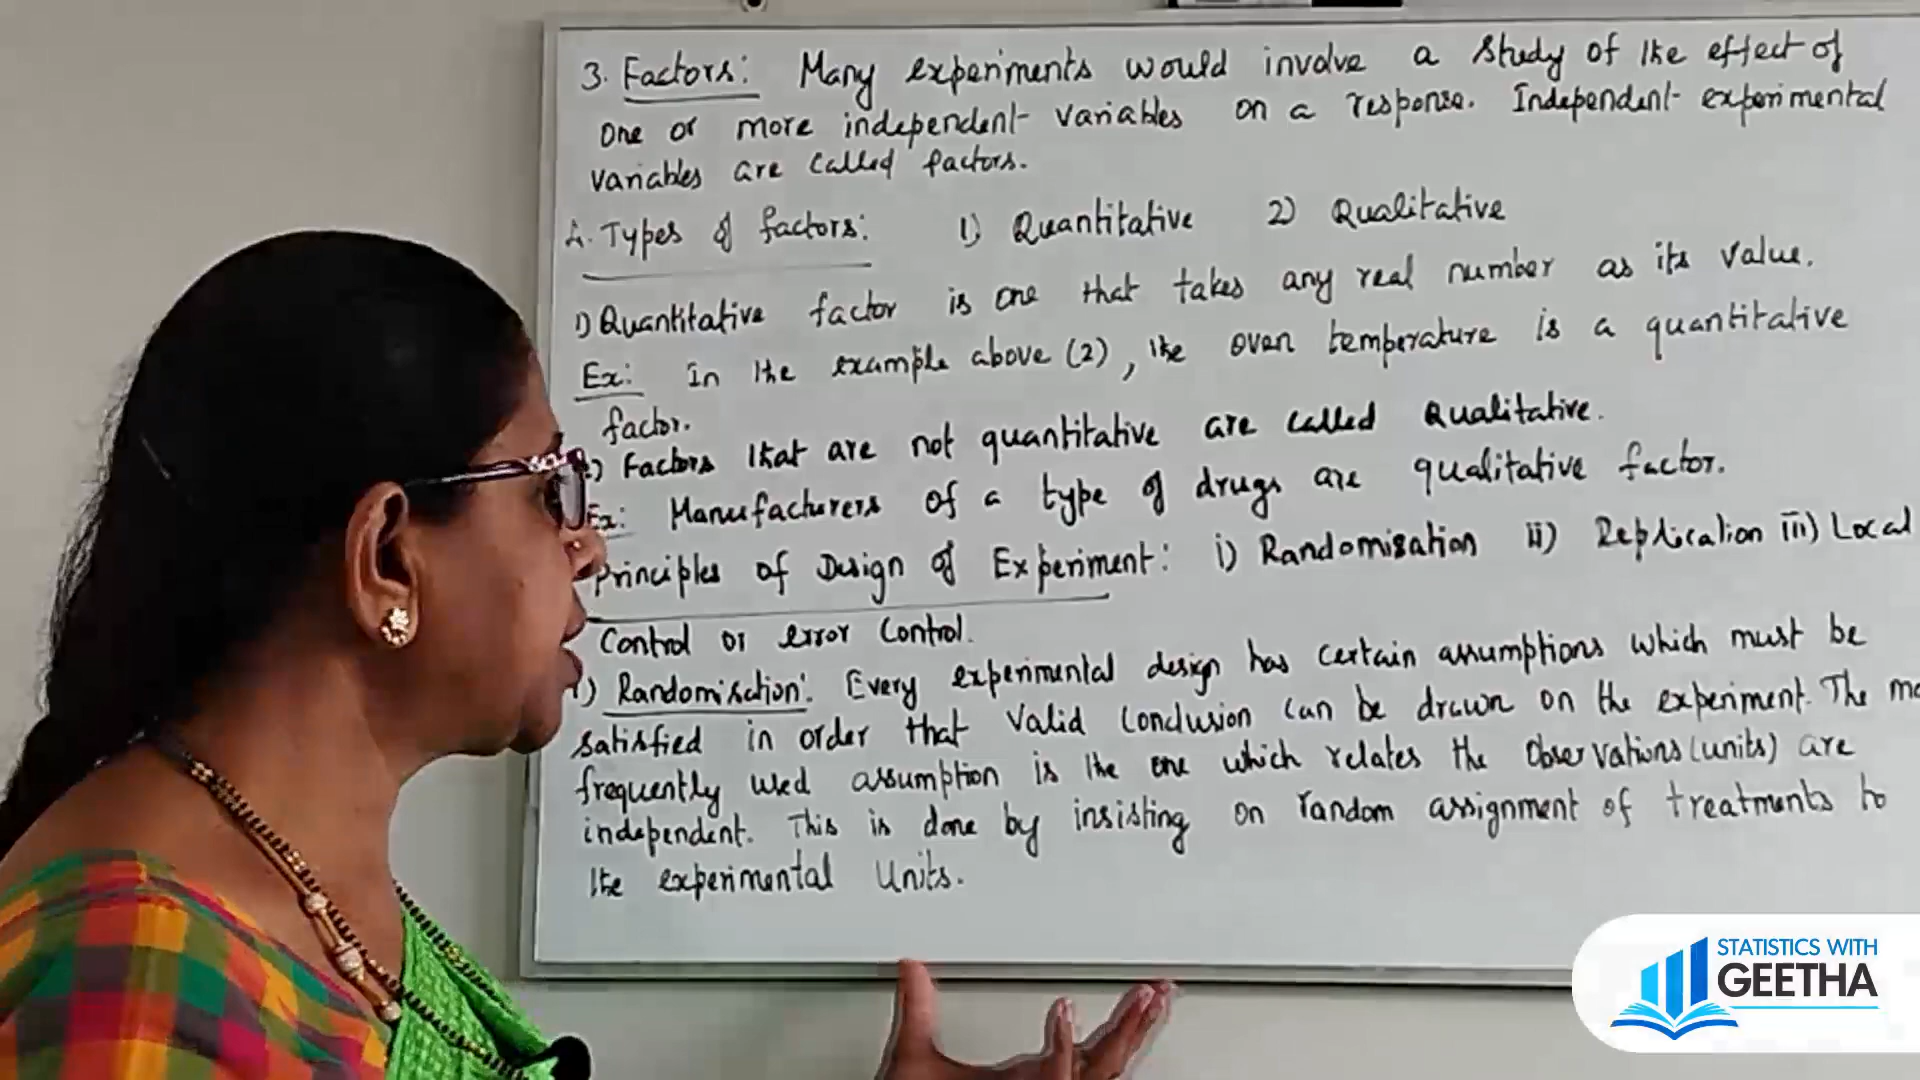 3. Factors: Many experiments would involve a study of the effect of
one or more independent variables on a response. Independent experimental
variables are called factors.
4. Types of factors: 1) Quantitative 2) Qualitative
1) Quantitative factor is one that takes any real number as its value.
Ex: In the example above (2), the oven temperature is a quantitative
factor.
2) Factors that are not quantitative are called Qualitative.
Ex: Manufacturers of a type of drugs are qualitative factor.
Principles of Design of Experiment: i) Randomisation ii) Replication iii) Local
Control or error control.
1) Randomisation: Every experimental design has certain assumptions which must be
satisfied in order that valid conclusion can be drawn on the experiment. The
frequently used assumption is the one which relates the observations (units) are
independent. This is done by insisting on random assignment of treatments to
the experimental units.
STATISTICS WITH
GEETHA